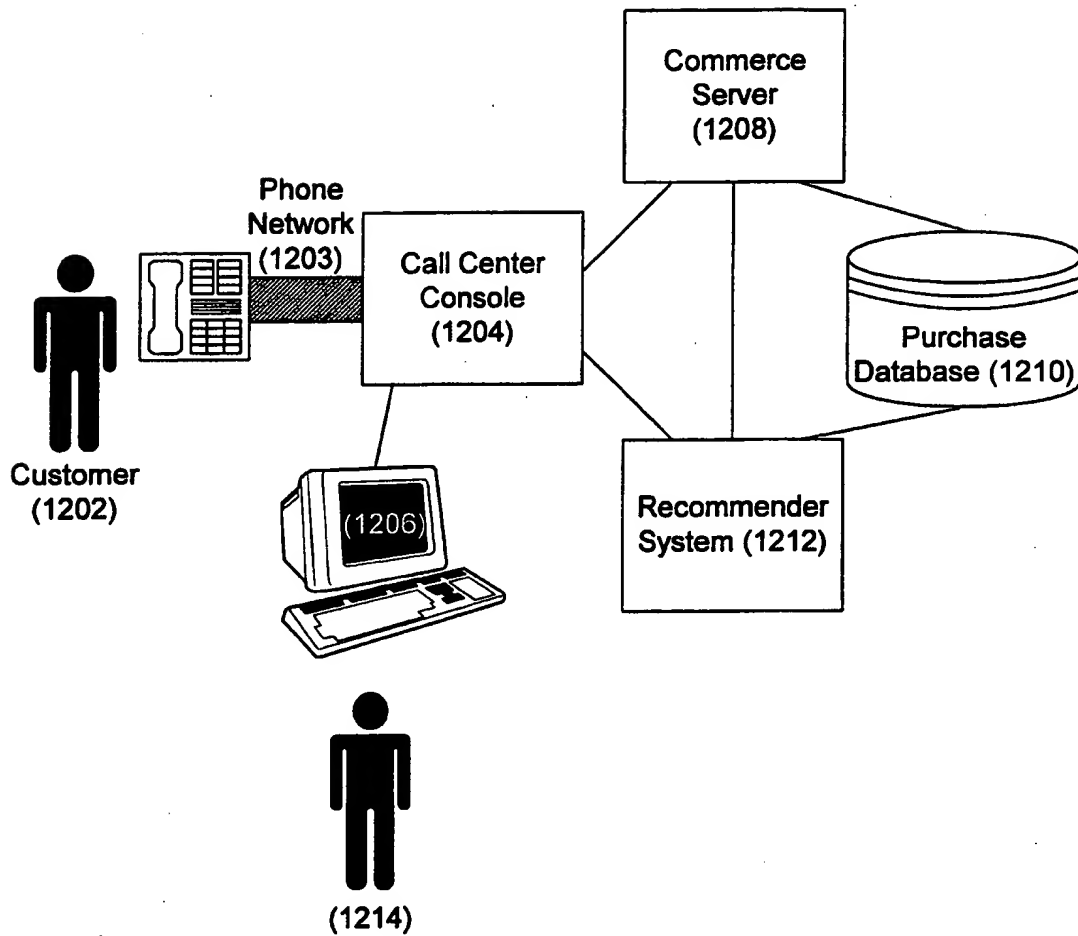 Commerce
Server
(1208)
Phone
Network
(1203)
Call Center
Console
(1204)
Purchase
Database (1210)
Customer
(1202)
(1206)
Recommender
System (1212)
(1214)